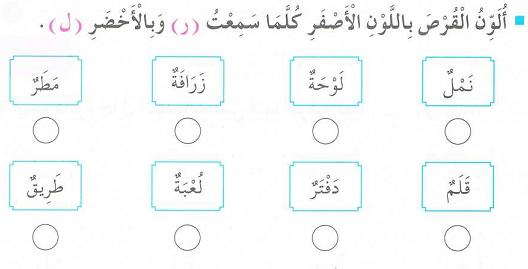 أُلَوِّنُ الْقُرْصَ بِاللَّوْنِ الْأَصْفَرِ كُلَّمَا سَمِعْتُ (ر) وَبِالْأَخْضَرِ (ل).
نَمْلٌ لَوْحَةٌ زَرَافَةٌ مَطَرٌ
قَلَمٌ دَفْتَرٌ لُعْبَةٌ طَرِيقٌ